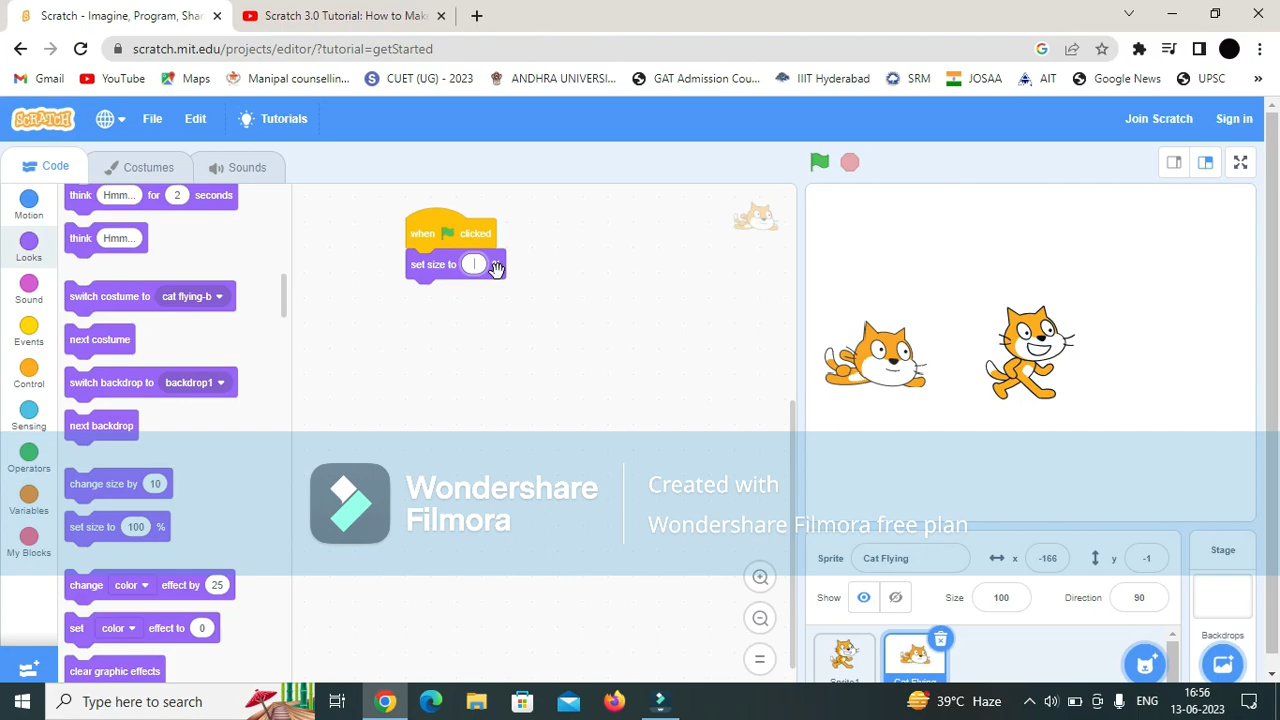 Scratch - Imagine, Program, Shar
Scratch 3.0 Tutorial: How to Make
scratch.mit.edu/projects/editor/?tutorial=getStarted
Gmail
YouTube
Maps
Manipal counselling...
CUET (UG) - 2023
ANDHRA UNIVERSI...
GAT Admission Cou...
IIIT Hyderabad
SRM
JOSAA
AIT
Google News
UPSC
»
SCRATCH
File
Edit
Tutorials
Join Scratch
Sign in
Code
Costumes
Sounds
Motion
Looks
Sound
Events
Control
Sensing
Operators
Variables
My Blocks
think Hmm... for 2 seconds
think Hmm...
switch costume to cat flying-b
next costume
switch backdrop to backdrop1
next backdrop
change size by 10
set size to 100 %
change color effect by 25
set color effect to 0
clear graphic effects
when clicked
set size to
Wondershare
Filmora
Created with
Wondershare Filmora free plan
Sprite Cat Flying x -166 y -1
Show Size 100 Direction 90
Sprite1
Cat Flying
Stage
Backdrops
Type here to search
39°C Haze
ENG
16:56
13-06-2023